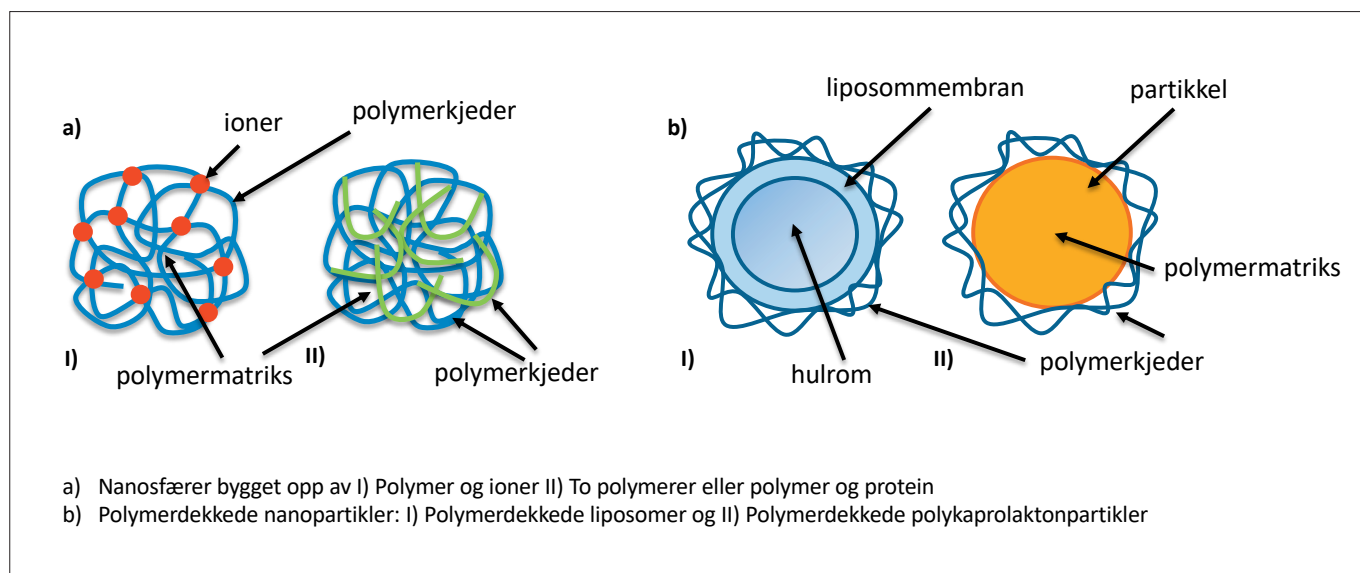 a)
ioner
polymerkjeder
I)
polymermatriks
II)
polymerkjeder
b)
liposommembran
partikkel
polymermatriks
I)
hulrom
II)
polymerkjeder
a) Nanosfærer bygget opp av I) Polymer og ioner II) To polymerer eller polymer og protein
b) Polymerdekkede nanopartikler: I) Polymerdekkede liposomer og II) Polymerdekkede polykaprolaktonpartikler